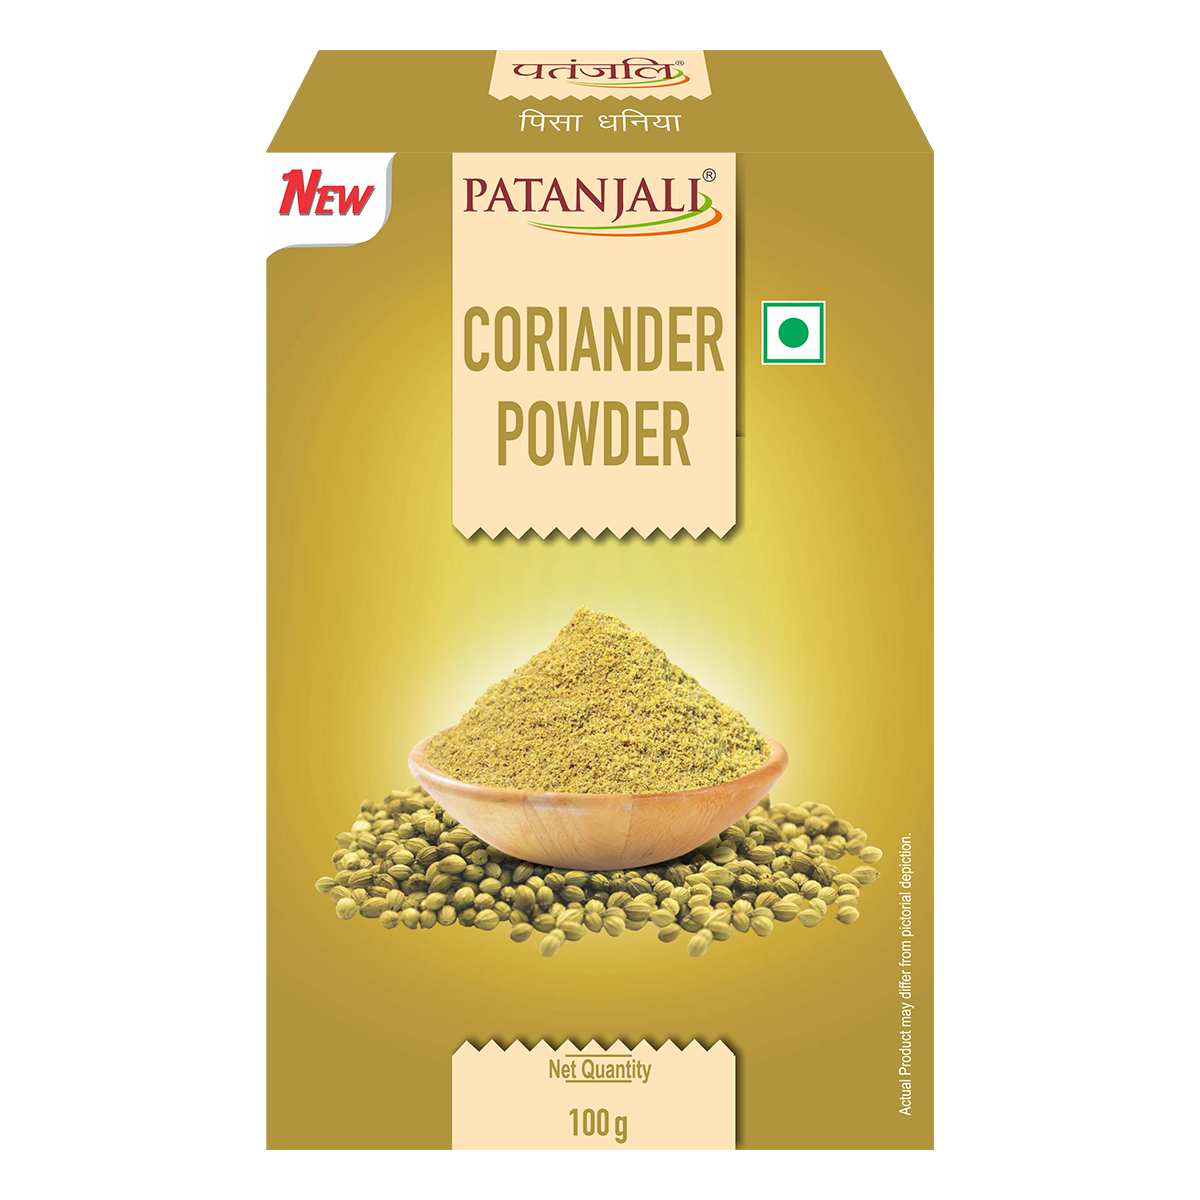 पतंजलि®
पिसा धनिया
NEW
PATANJALI®
CORIANDER
POWDER
Net Quantity
100 g
Actual Product may differ from pictorial depiction.